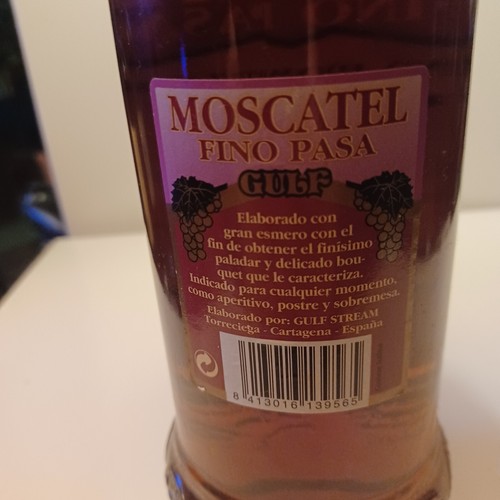 MOSCATEL
FINO PASA
GULF
Elaborado con
gran esmero con el
fin de obtener el finísimo
paladar y delicado bou-
quet que le caracteriza.
Indicado para cualquier momento,
como aperitivo, postre y sobremesa.
Elaborado por: GULF STREAM
Torreciega - Cartagena - España
8 413016 139565